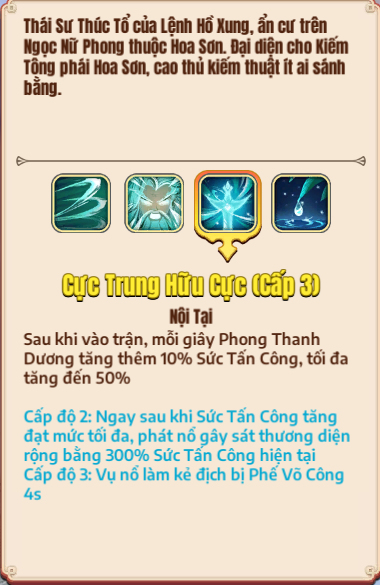 Thái Sư Thúc Tổ của Lệnh Hồ Xung, ẩn cư trên
Ngọc Nữ Phong thuộc Hoa Sơn. Đại diện cho Kiếm
Tông phái Hoa Sơn, cao thủ kiếm thuật ít ai sánh
bằng.
Cực Trung Hữu Cực (Cấp 3)
Nội Tại
Sau khi vào trận, mỗi giây Phong Thanh
Dương tăng thêm 10% Sức Tấn Công, tối đa
tăng đến 50%
Cấp độ 2: Ngay sau khi Sức Tấn Công tăng
đạt mức tối đa, phát nổ gây sát thương diện
rộng bằng 300% Sức Tấn Công hiện tại
Cấp độ 3: Vụ nổ làm kẻ địch bị Phế Võ Công
4s